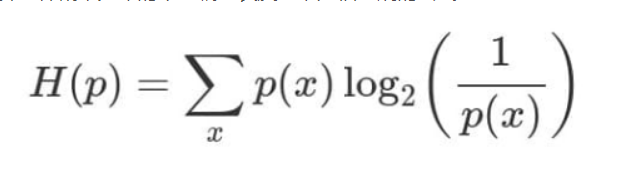 H(p) = ∑ₓ p(x) log₂ (1 / p(x))